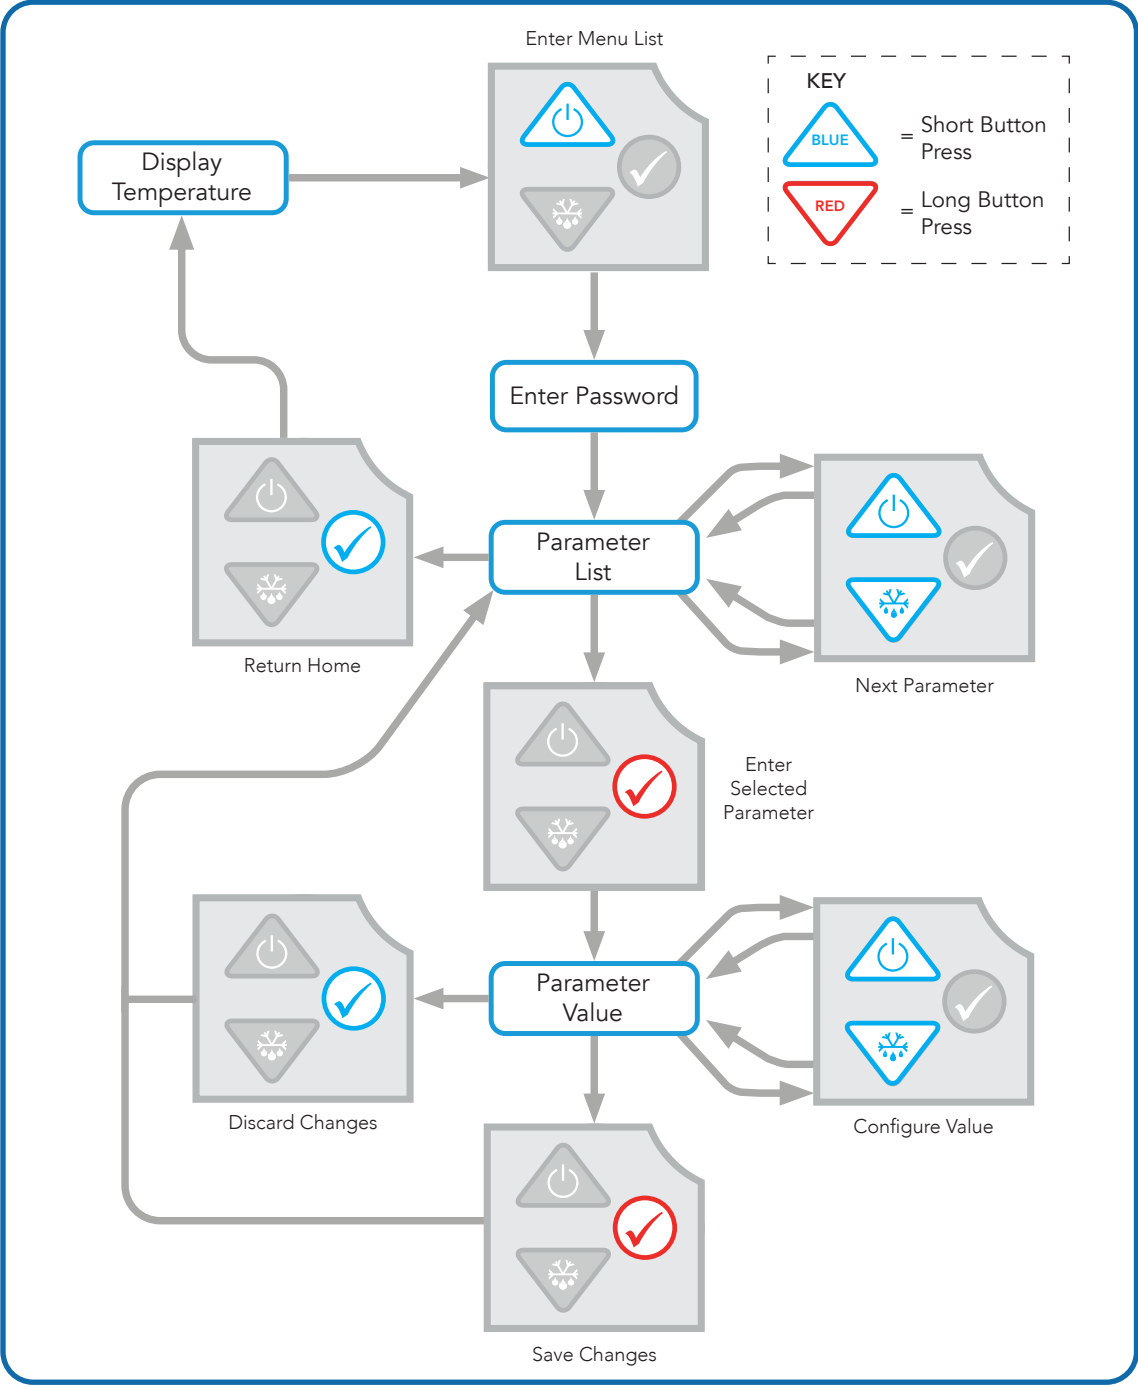 Enter Menu List
KEY
BLUE
= Short Button
Press
RED
= Long Button
Press
Display
Temperature
Enter Password
Parameter
List
Return Home
Next Parameter
Enter
Selected
Parameter
Parameter
Value
Discard Changes
Configure Value
Save Changes